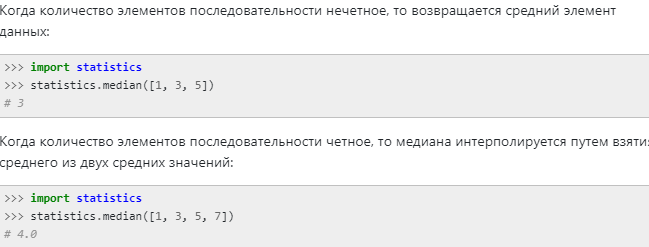 Когда количество элементов последовательности нечетное, то возвращается средний элемент
данных:
>>> import statistics
>>> statistics.median([1, 3, 5])
# 3
Когда количество элементов последовательности четное, то медиана интерполируется путем взяти
среднего из двух средних значений:
>>> import statistics
>>> statistics.median([1, 3, 5, 7])
# 4.0